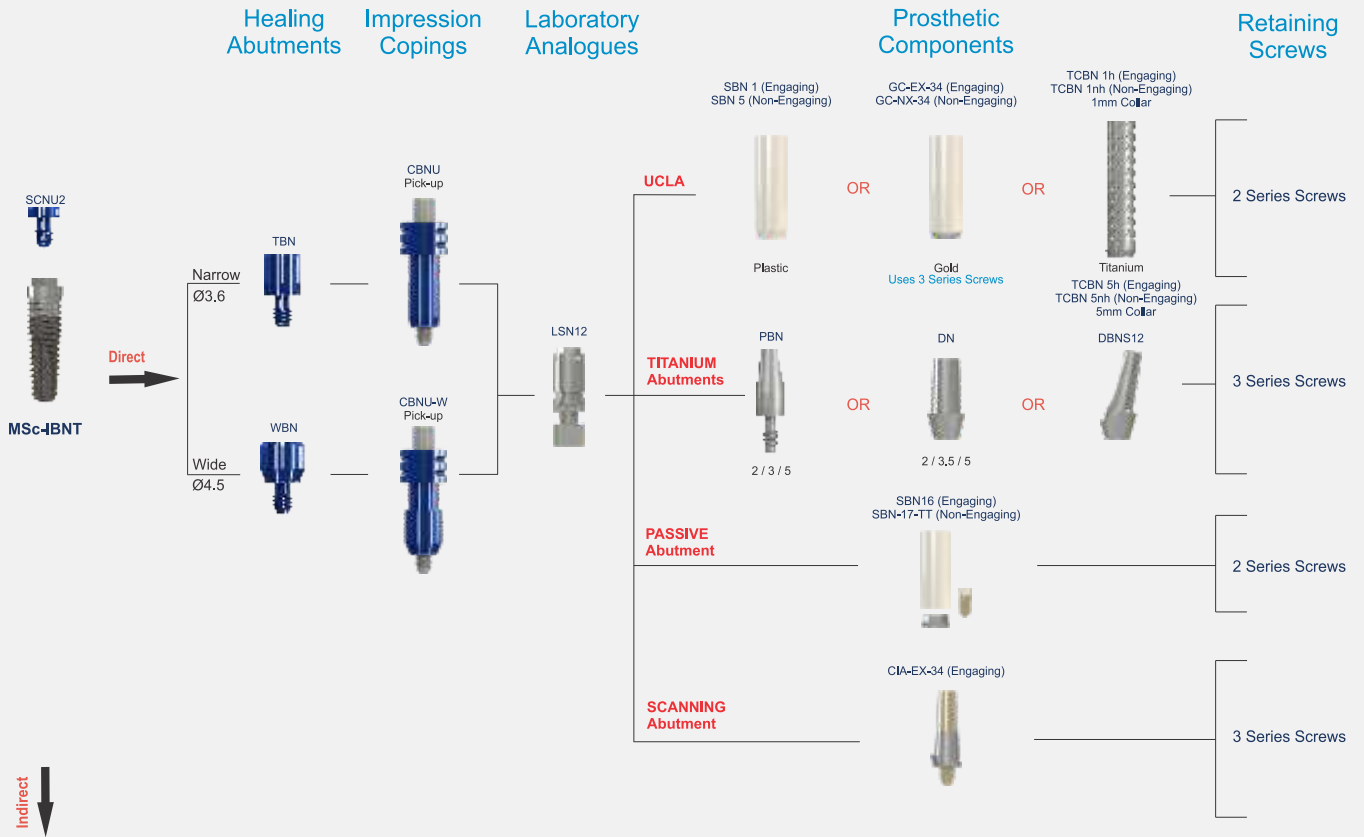 Healing
Abutments
Impression
Copings
Laboratory
Analogues
Prosthetic
Components
Retaining
Screws
SCNU2
MSc-IBNT
Direct
Narrow
Ø3.6
Wide
Ø4.5
TBN
WBN
CBNU
Pick-up
CBNU-W
Pick-up
LSN12
UCLA
SBN 1 (Engaging)
SBN 5 (Non-Engaging)
Plastic
OR
GC-EX-34 (Engaging)
GC-NX-34 (Non-Engaging)
Gold
Uses 3 Series Screws
OR
TCBN 1h (Engaging)
TCBN 1nh (Non-Engaging)
1mm Collar
Titanium
TCBN 5h (Engaging)
TCBN 5nh (Non-Engaging)
5mm Collar
2 Series Screws
TITANIUM
Abutments
PBN
2 / 3 / 5
OR
DN
2 / 3.5 / 5
OR
DBNS12
3 Series Screws
PASSIVE
Abutment
SBN16 (Engaging)
SBN-17-TT (Non-Engaging)
2 Series Screws
SCANNING
Abutment
CIA-EX-34 (Engaging)
3 Series Screws
Indirect